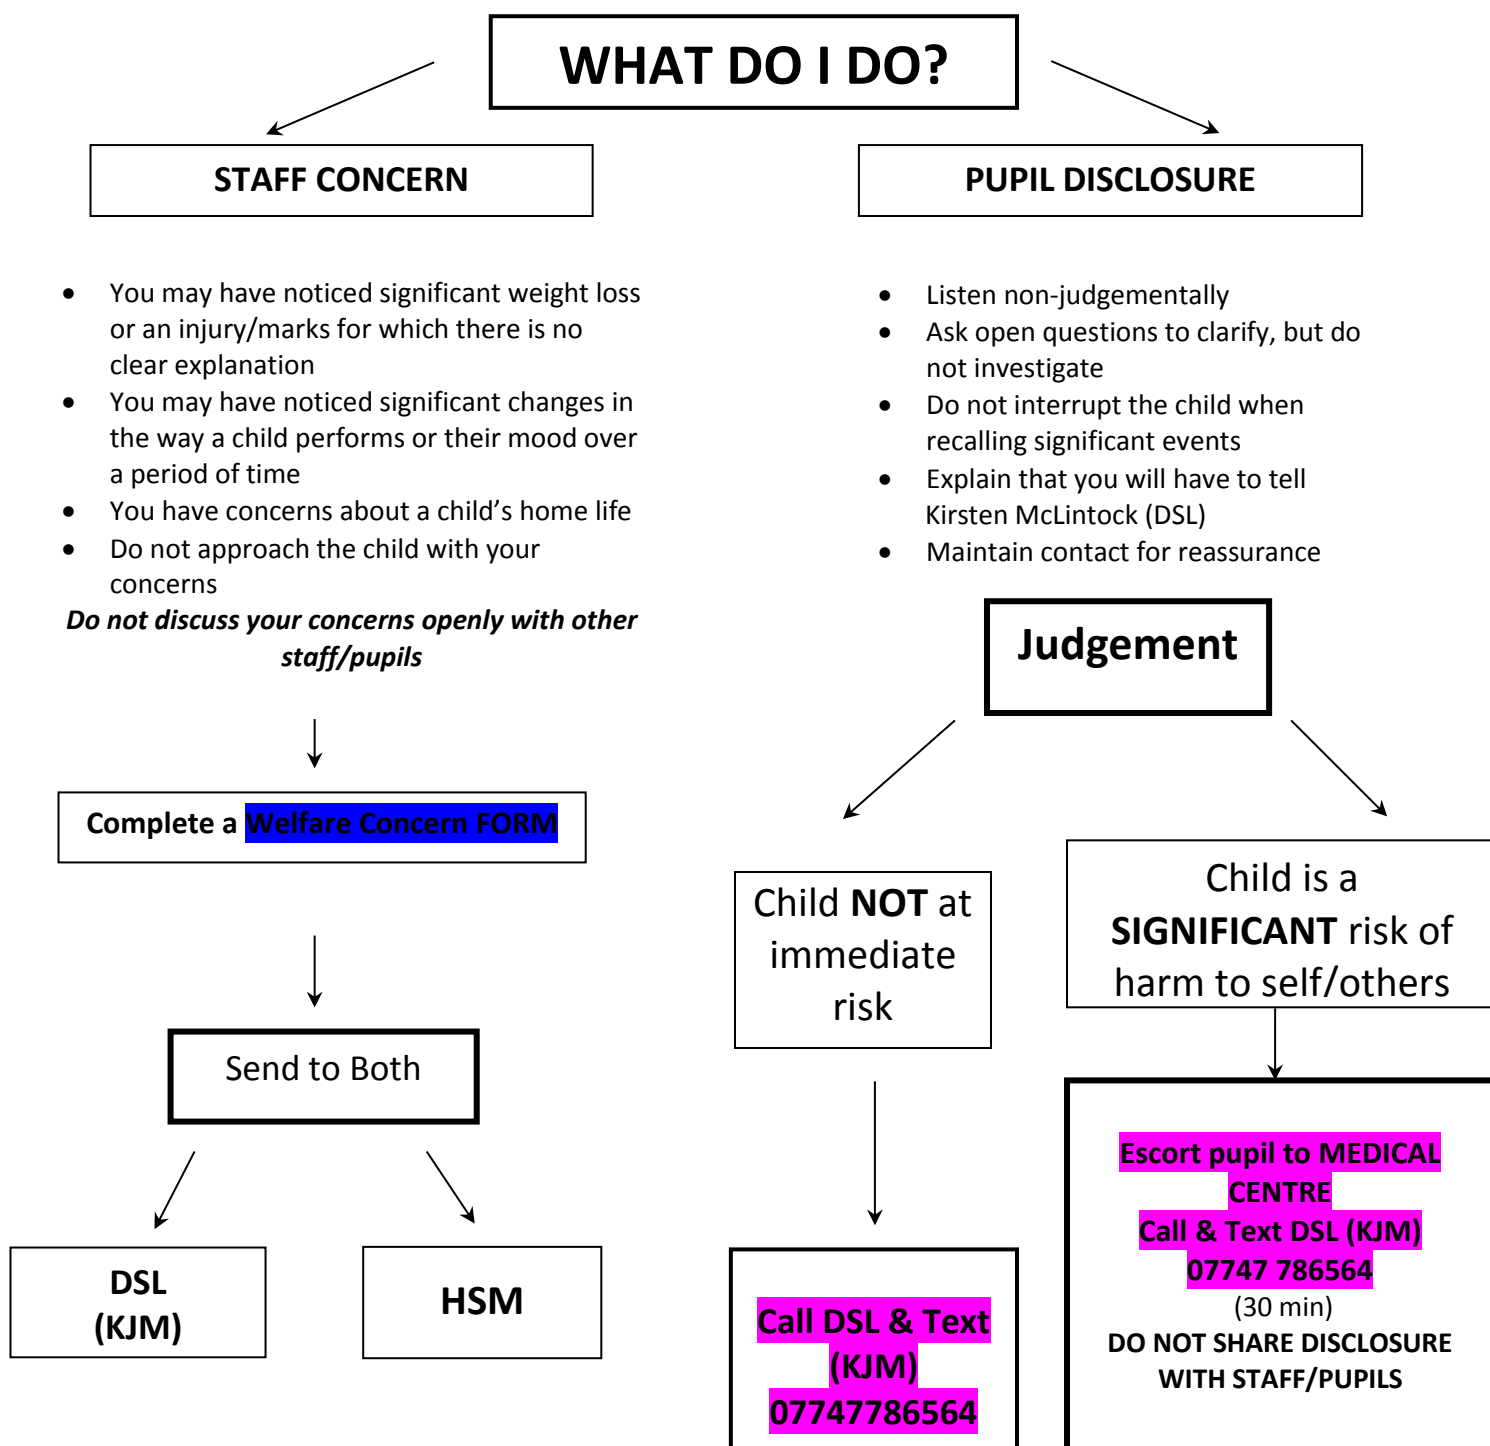 WHAT DO I DO?
STAFF CONCERN
• You may have noticed significant weight loss
or an injury/marks for which there is no
clear explanation
• You may have noticed significant changes in
the way a child performs or their mood over
a period of time
• You have concerns about a child’s home life
• Do not approach the child with your
concerns
Do not discuss your concerns openly with other
staff/pupils
Complete a Welfare Concern FORM
Send to Both
DSL
(KJM)
HSM
PUPIL DISCLOSURE
• Listen non-judgementally
• Ask open questions to clarify, but do
not investigate
• Do not interrupt the child when
recalling significant events
• Explain that you will have to tell
Kirsten McLintock (DSL)
• Maintain contact for reassurance
Judgement
Child NOT at
immediate
risk
Call DSL & Text
(KJM)
07747786564
Child is a
SIGNIFICANT risk of
harm to self/others
Escort pupil to MEDICAL
CENTRE
Call & Text DSL (KJM)
07747 786564
(30 min)
DO NOT SHARE DISCLOSURE
WITH STAFF/PUPILS